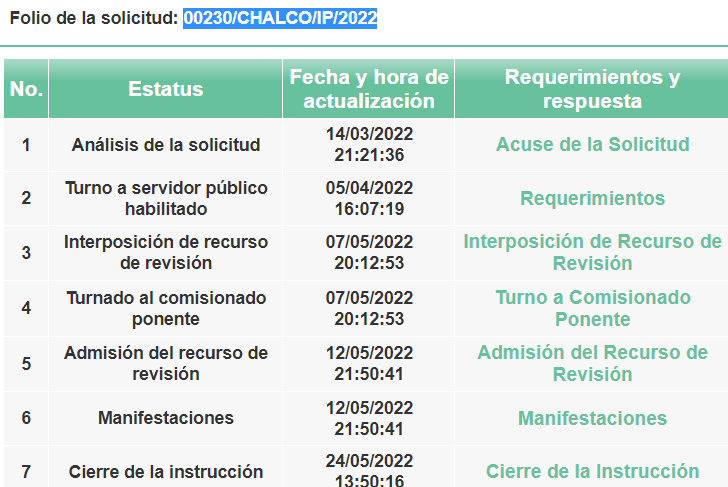 Folio de la solicitud: 00230/CHALCO/IP/2022
No. Estatus Fecha y hora de actualización Requerimientos y respuesta
1 Análisis de la solicitud 14/03/2022 21:21:36 Acuse de la Solicitud
2 Turno a servidor público habilitado 05/04/2022 16:07:19 Requerimientos
3 Interposición de recurso de revisión 07/05/2022 20:12:53 Interposición de Recurso de Revisión
4 Turnado al comisionado ponente 07/05/2022 20:12:53 Turno a Comisionado Ponente
5 Admisión del recurso de revisión 12/05/2022 21:50:41 Admisión del Recurso de Revisión
6 Manifestaciones 12/05/2022 21:50:41 Manifestaciones
7 Cierre de la instrucción 24/05/2022 13:50:16 Cierre de la Instrucción